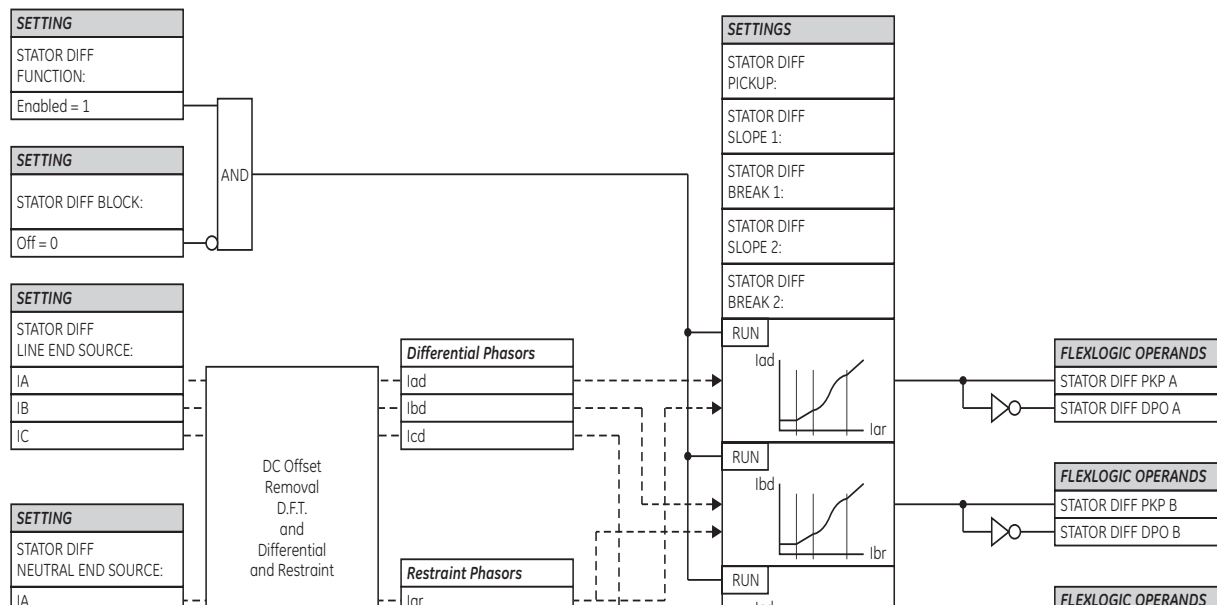 SETTING
STATOR DIFF
FUNCTION:
Enabled = 1
SETTING
STATOR DIFF BLOCK:
Off = 0
AND
SETTING
STATOR DIFF
LINE END SOURCE:
IA
IB
IC
SETTING
STATOR DIFF
NEUTRAL END SOURCE:
IA
DC Offset
Removal
D.F.T.
and
Differential
and Restraint
Differential Phasors
Iad
Ibd
Icd
Restraint Phasors
Iar
SETTINGS
STATOR DIFF
PICKUP:
STATOR DIFF
SLOPE 1:
STATOR DIFF
BREAK 1:
STATOR DIFF
SLOPE 2:
STATOR DIFF
BREAK 2:
RUN
Iad
Iar
RUN
Ibd
Ibr
RUN
FLEXLOGIC OPERANDS
STATOR DIFF PKP A
STATOR DIFF DPO A
FLEXLOGIC OPERANDS
STATOR DIFF PKP B
STATOR DIFF DPO B
FLEXLOGIC OPERANDS